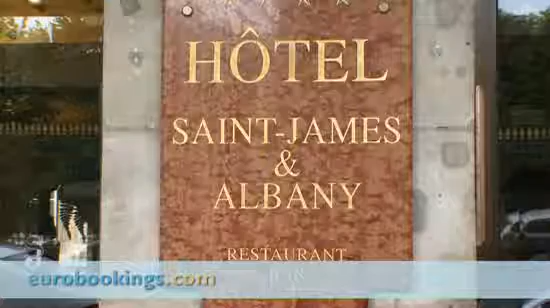 HÔTEL
SAINT-JAMES
&
ALBANY
RESTAURANT
eurobookings.com